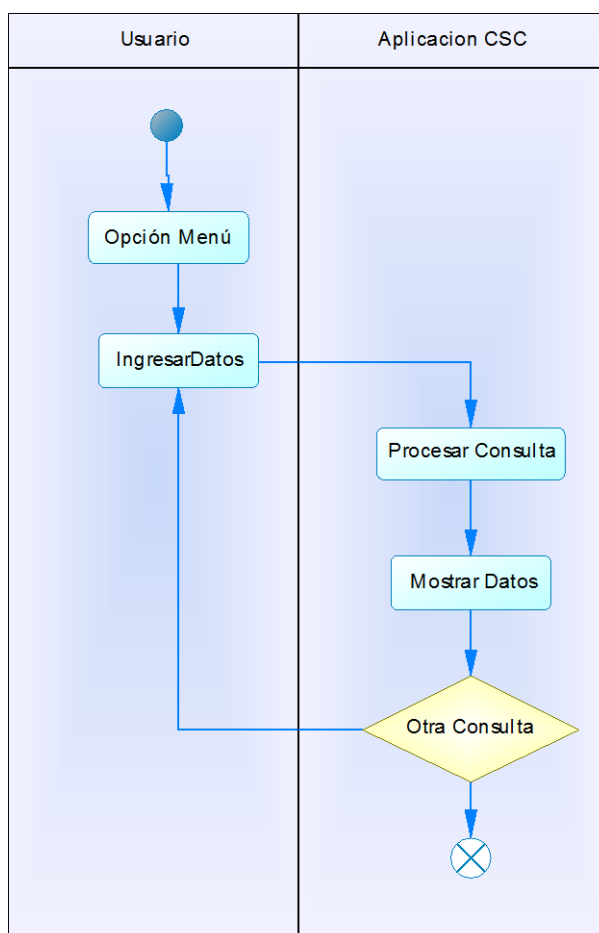 Usuario
Aplicacion CSC
Opción Menú
IngresarDatos
Procesar Consulta
Mostrar Datos
Otra Consulta